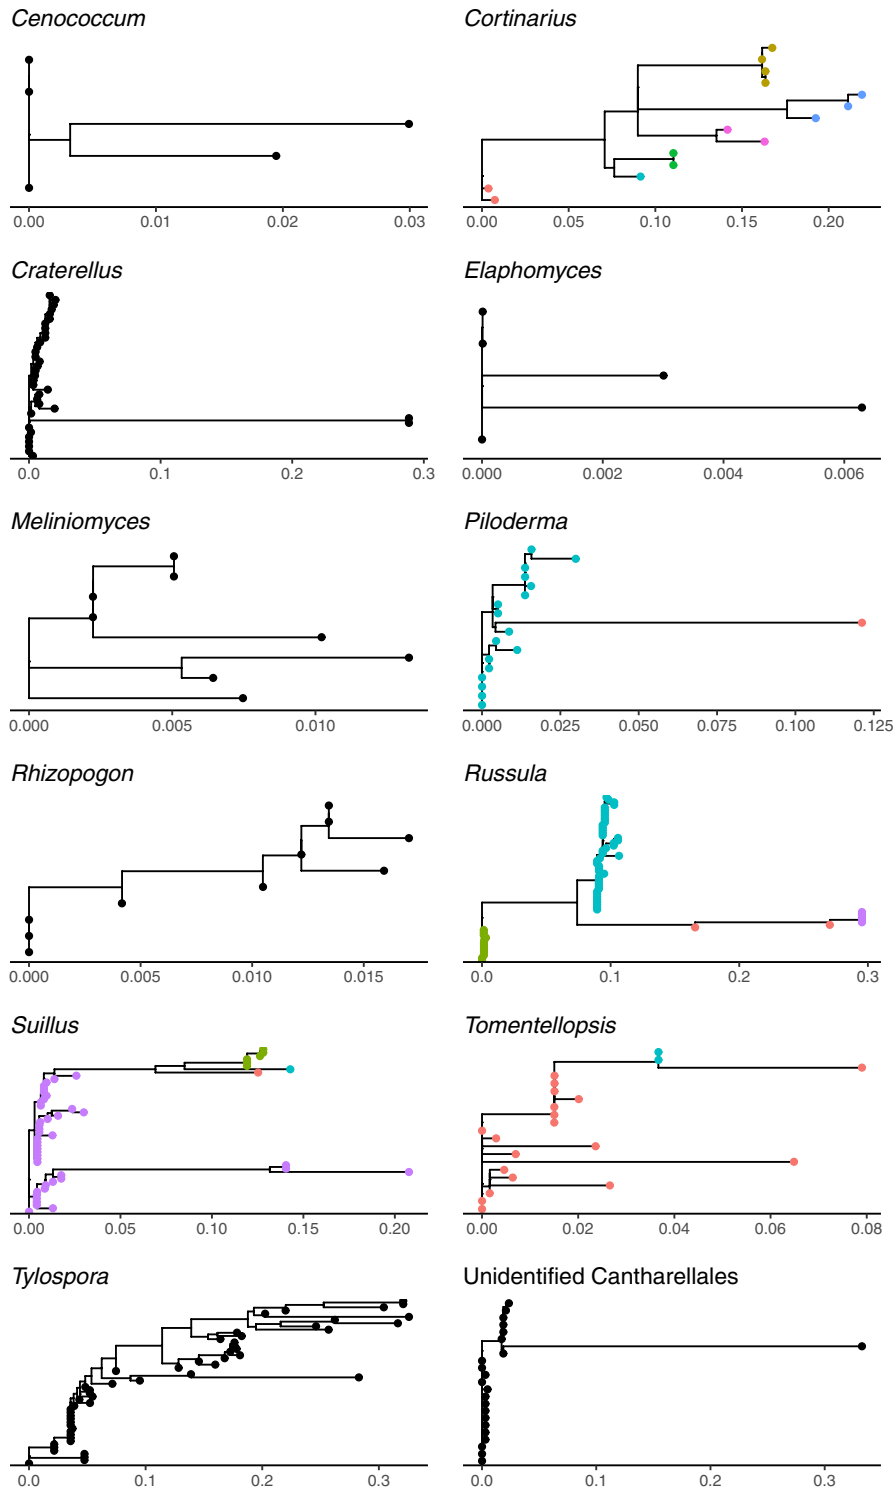 Cenococcum
Cortinarius
0.00 0.01 0.02 0.03
0.00 0.05 0.10 0.15 0.20
Craterellus
Elaphomyces
0.0 0.1 0.2 0.3
0.000 0.002 0.004 0.006
Meliniomyces
Piloderma
0.000 0.005 0.010
0.000 0.025 0.050 0.075 0.100 0.125
Rhizopogon
Russula
0.000 0.005 0.010 0.015
0.0 0.1 0.2 0.3
Suillus
Tomentellopsis
0.00 0.05 0.10 0.15 0.20
0.00 0.02 0.04 0.06 0.08
Tylospora
Unidentified Cantharellales
0.0 0.1 0.2 0.3
0.0 0.1 0.2 0.3